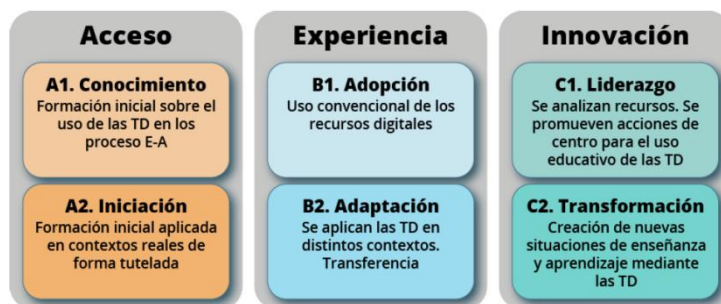 Acceso
A1. Conocimiento
Formación inicial sobre el
uso de las TD en los
proceso E-A
A2. Iniciación
Formación inicial aplicada
en contextos reales de
forma tutelada
Experiencia
B1. Adopción
Uso convencional de los
recursos digitales
B2. Adaptación
Se aplican las TD en
distintos contextos.
Transferencia
Innovación
C1. Liderazgo
Se analizan recursos. Se
promueven acciones de
centro para el uso
educativo de las TD
C2. Transformación
Creación de nuevas
situaciones de enseñanza
y aprendizaje mediante
las TD